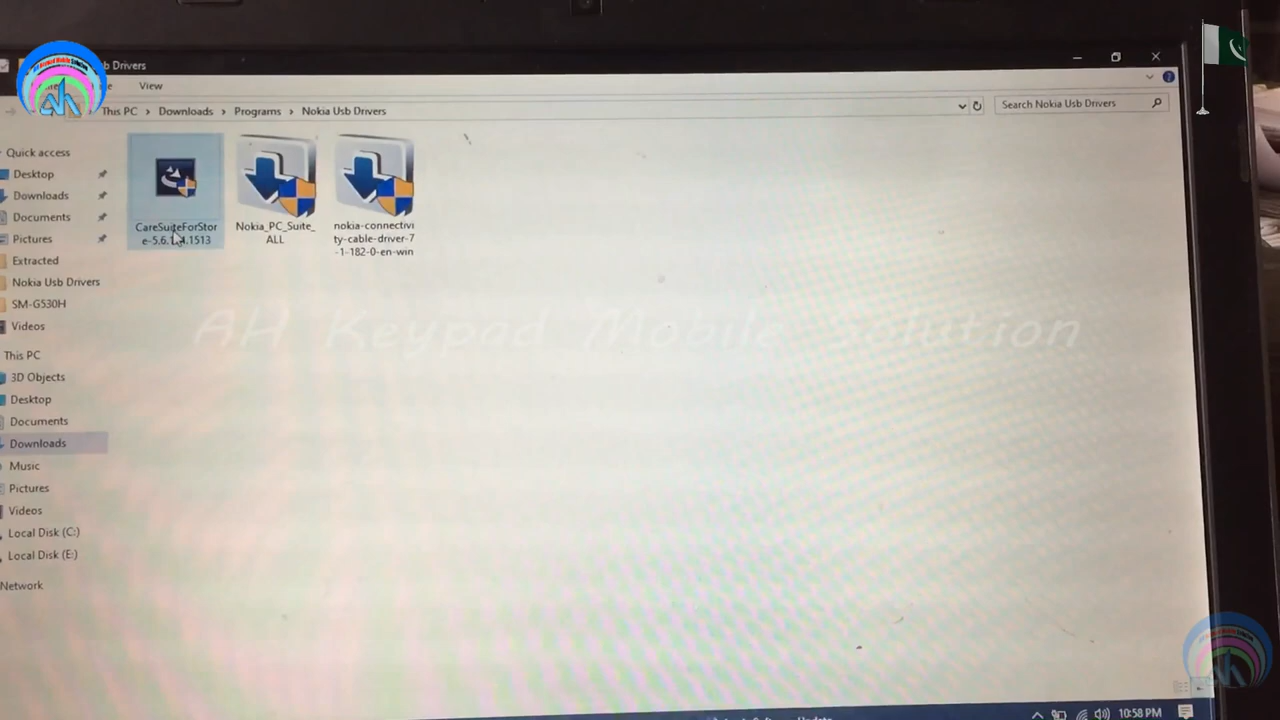 b Drivers
View
This PC > Downloads > Programs > Nokia Usb Drivers
Search Nokia Usb Drivers
Quick access
Desktop
Downloads
Documents
Pictures
Extracted
Nokia Usb Drivers
SM-G530H
Videos
This PC
3D Objects
Desktop
Documents
Downloads
Music
Pictures
Videos
Local Disk (C:)
Local Disk (E:)
Network
CareSuiteForStor
Nokia_PC_Suite_
ALL
nokia-connectivi
ty-cable-driver-7
-1-182-0-en-win
AH Keypad Mobile Solution
10:58 PM